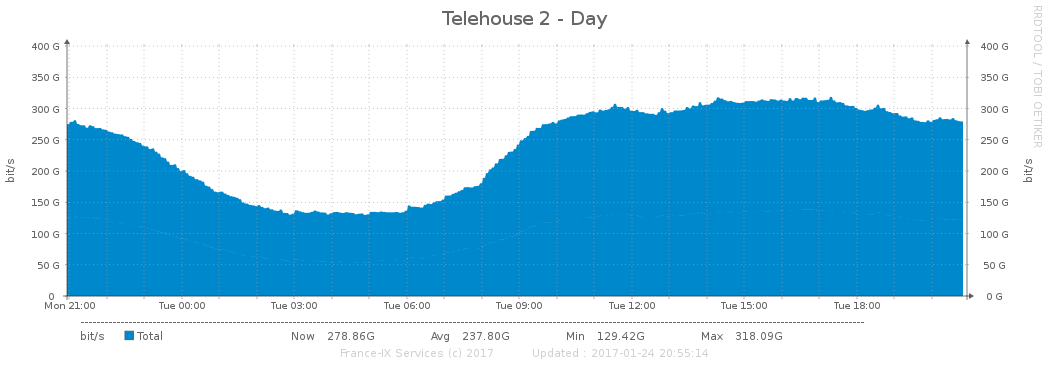 Telehouse 2 - Day
RRDTOOL / TOBI OETIKER
400 G 400 G
350 G 350 G
300 G 300 G
250 G 250 G
200 G 200 G
150 G 150 G
100 G 100 G
50 G 50 G
0 0 G
bit/s bit/s
Mon 21:00 Tue 00:00 Tue 03:00 Tue 06:00 Tue 09:00 Tue 12:00 Tue 15:00 Tue 18:00
bit/s Total Now 278.86G Avg 237.80G Min 129.42G Max 318.09G
France-IX Services (c) 2017 Updated : 2017-01-24 20:55:14